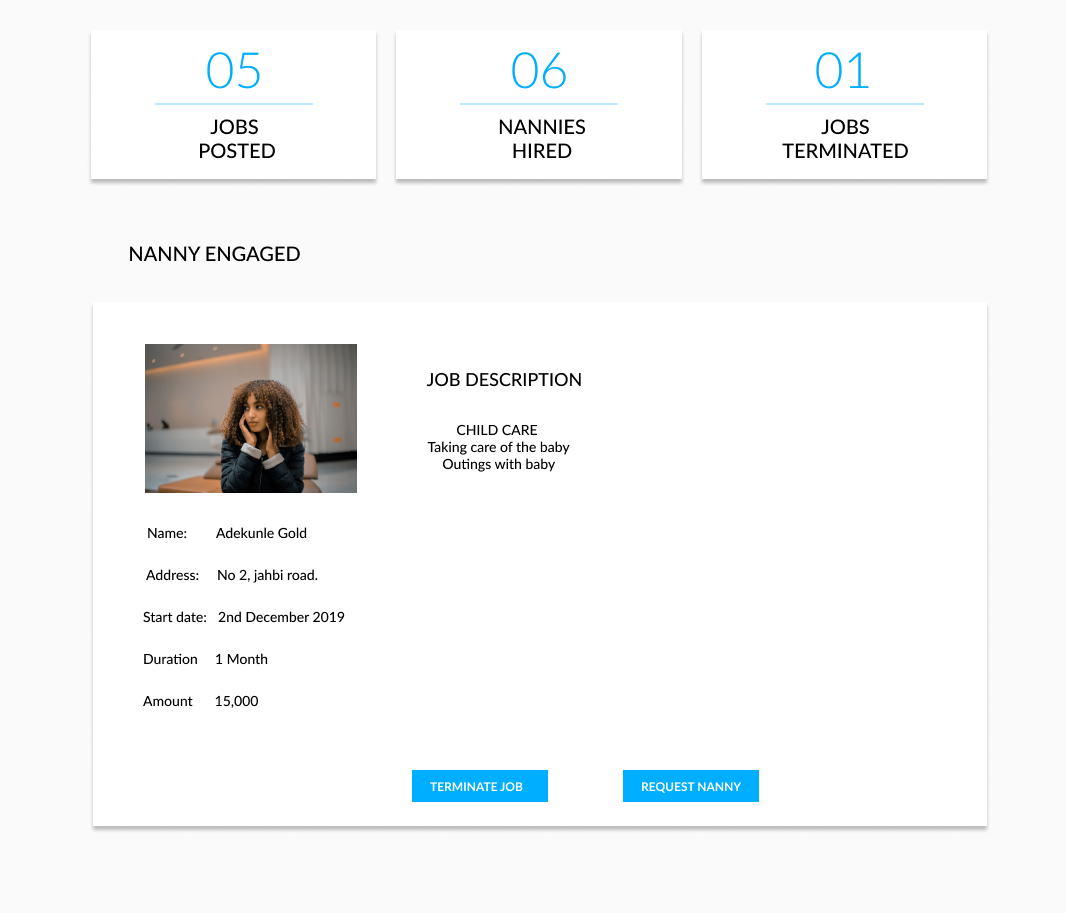 05
JOBS
POSTED
06
NANNIES
HIRED
01
JOBS
TERMINATED
NANNY ENGAGED
JOB DESCRIPTION
CHILD CARE
Taking care of the baby
Outings with baby
Name: Adekunle Gold
Address: No 2, jahbi road.
Start date: 2nd December 2019
Duration 1 Month
Amount 15,000
TERMINATE JOB
REQUEST NANNY